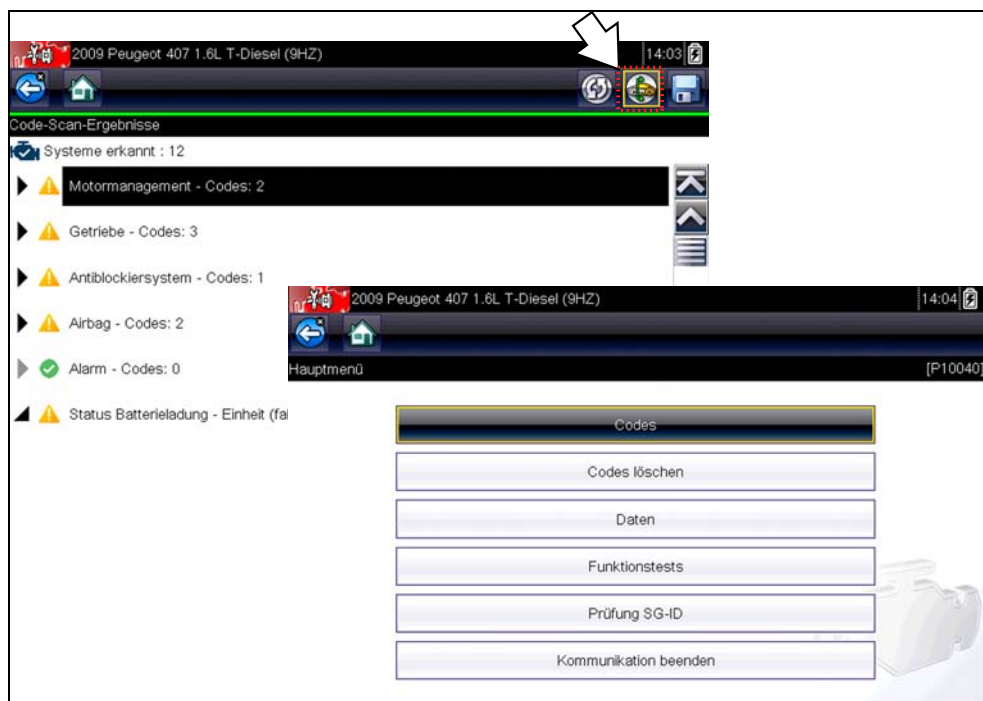 2009 Peugeot 407 1.6L T-Diesel (9HZ) 14:03
Code-Scan-Ergebnisse
Systeme erkannt : 12
Motormanagement - Codes: 2
Getriebe - Codes: 3
Antiblockiersystem - Codes: 1
Airbag - Codes: 2
Alarm - Codes: 0
Status Batterieladung - Einheit (fal
2009 Peugeot 407 1.6L T-Diesel (9HZ) 14:04
Hauptmenü [P10040]
Codes
Codes löschen
Daten
Funktionstests
Prüfung SG-ID
Kommunikation beenden